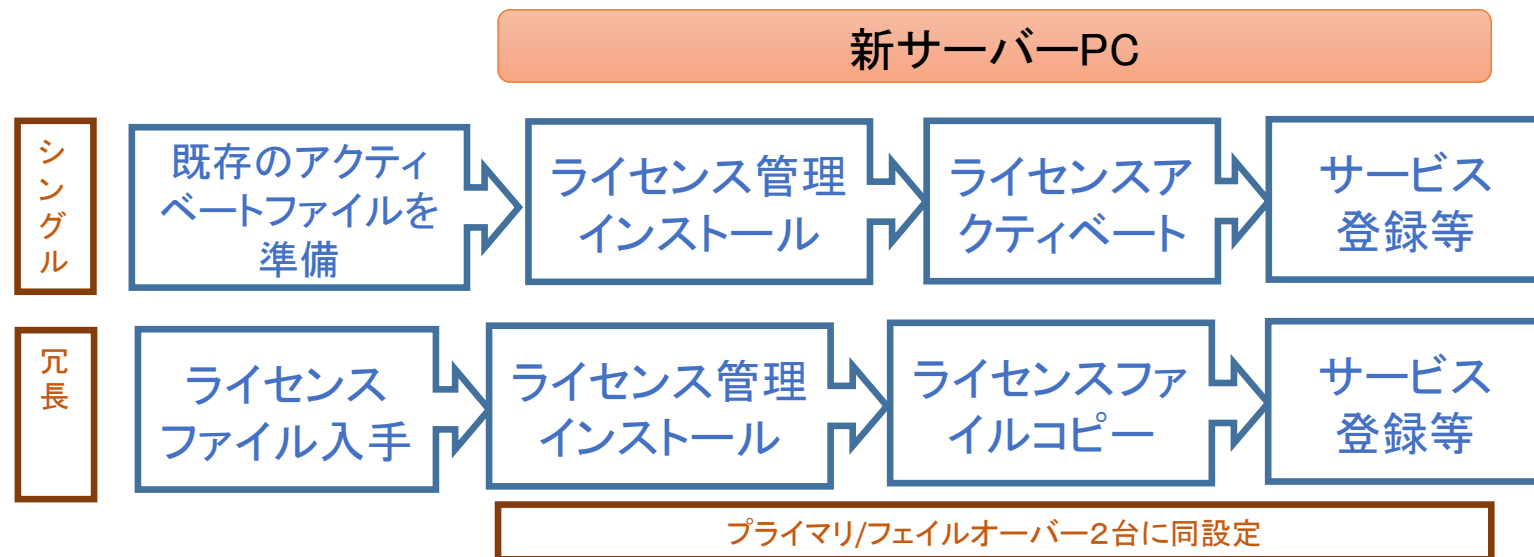 新サーバーPC
シングル
既存のアクティ
ベートファイルを
準備
ライセンス管理
インストール
ライセンスア
クティベート
サービス
登録等
冗長
ライセンス
ファイル入手
ライセンス管理
インストール
ライセンスファ
イルコピー
サービス
登録等
プライマリ/フェイルオーバー2台に同設定